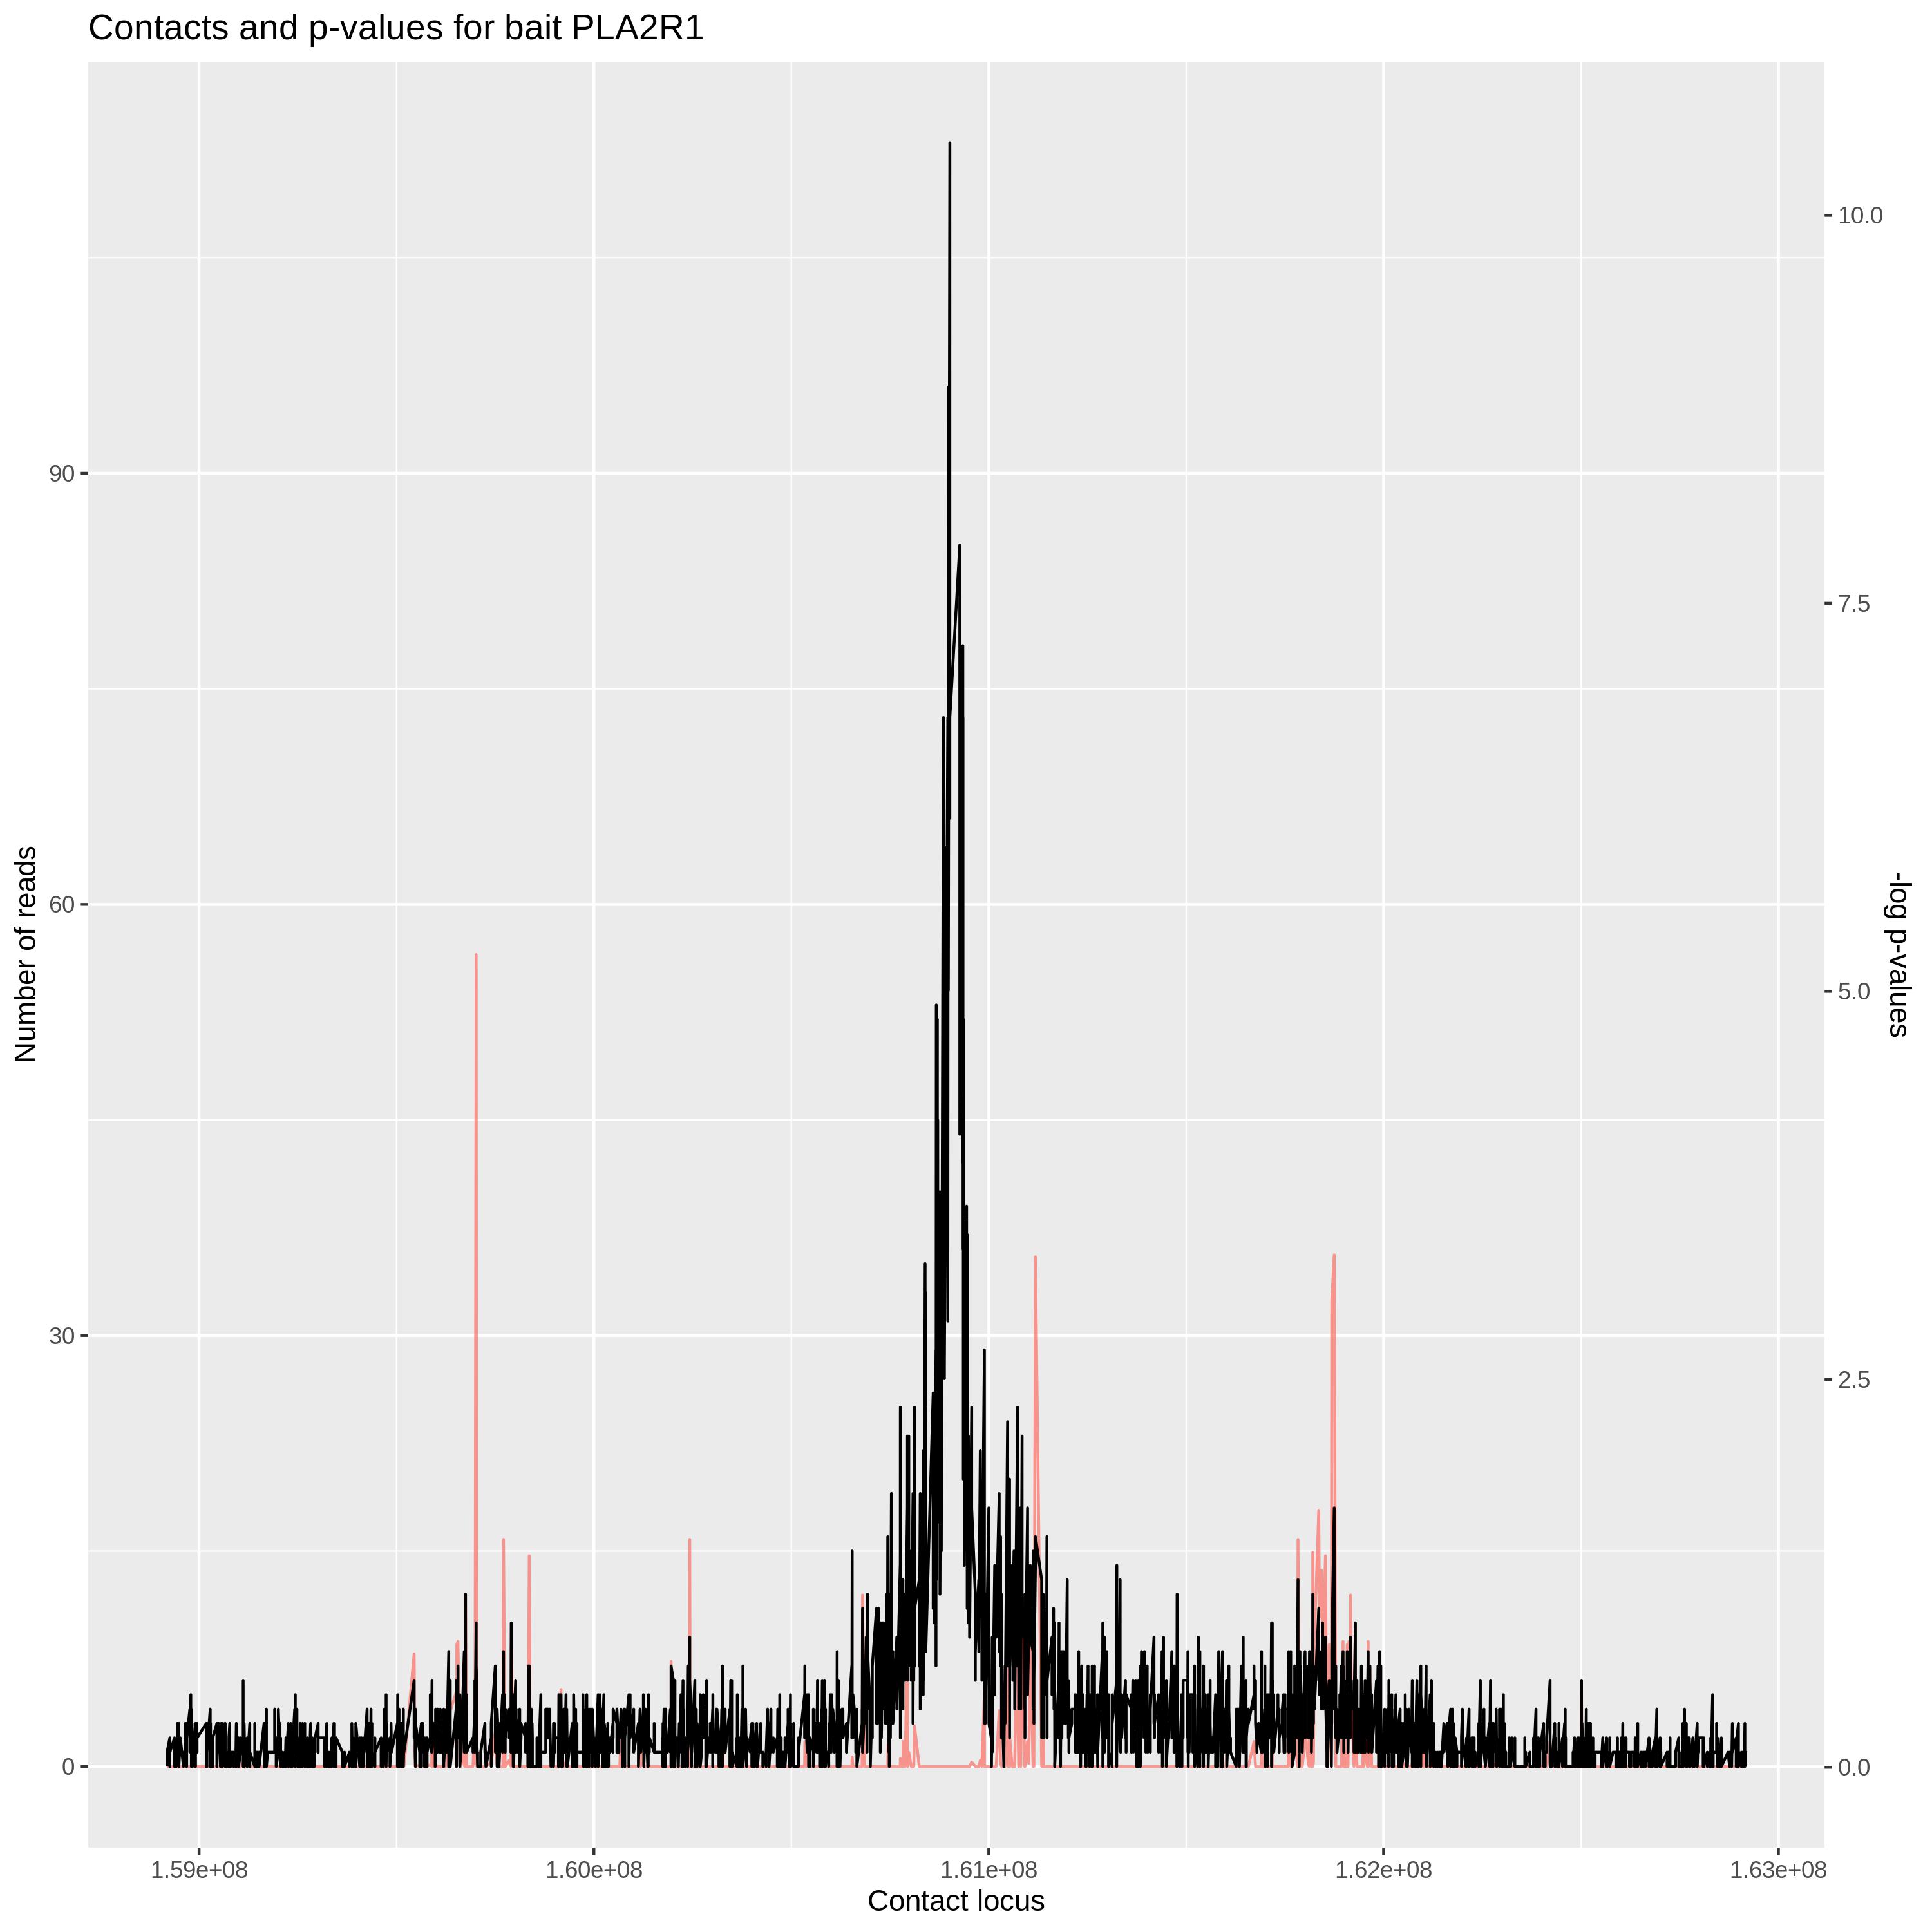 Contacts and p-values for bait PLA2R1
10.0
90
7.5
Number of reads
-log p-values
60
5.0
30
2.5
0
0.0
1.59e+08 1.60e+08 1.61e+08 1.62e+08 1.63e+08
Contact locus